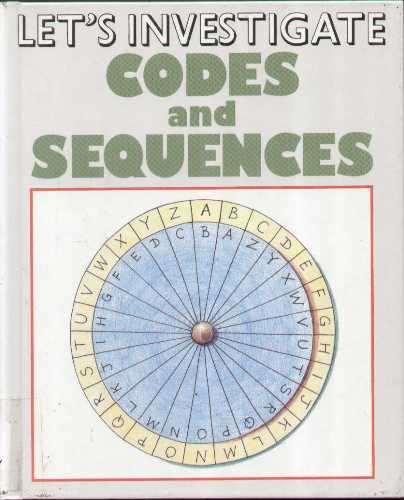 LET'S INVESTIGATE
CODES
and
SEQUENCES
A B C D E F G H I J K L M N O P Q R S T U V W X Y Z
B A Z Y X W V U T S R Q P O N M L K J I H G F E D C